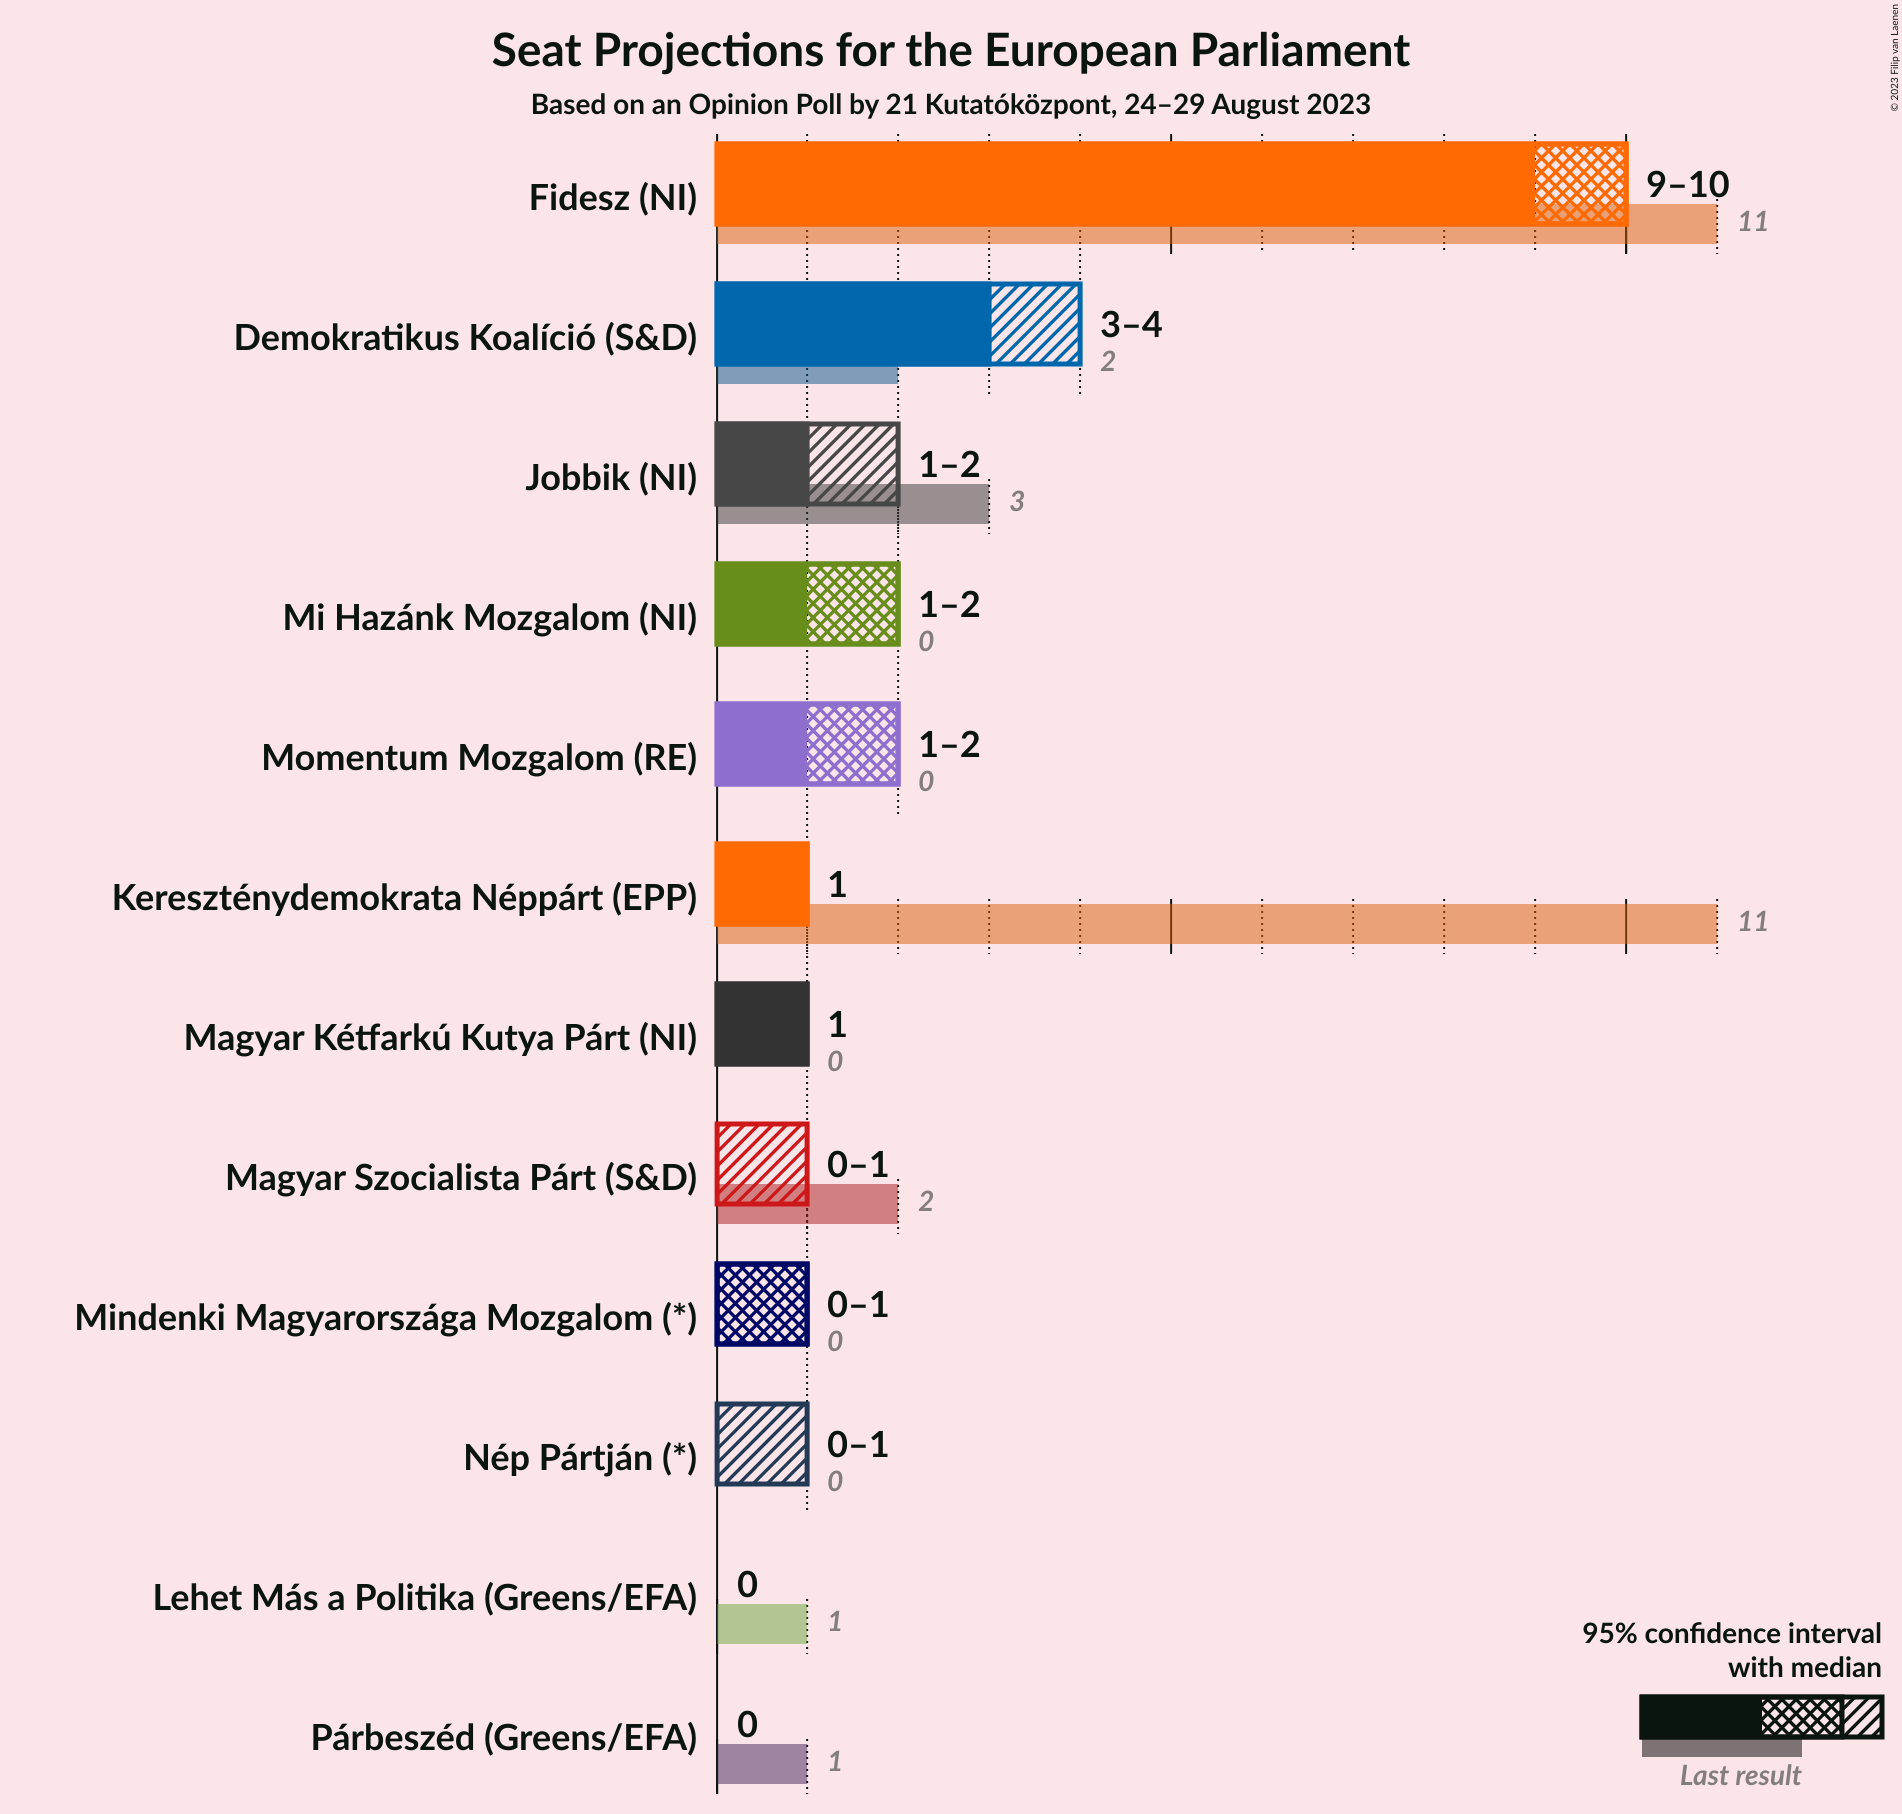 Seat Projections for the European Parliament
Based on an Opinion Poll by 21 Kutatóközpont, 24–29 August 2023
© 2023 Filip van Laenen
Fidesz (NI)
9–10
11
Demokratikus Koalíció (S&D)
3–4
2
Jobbik (NI)
1–2
3
Mi Hazánk Mozgalom (NI)
1–2
0
Momentum Mozgalom (RE)
1–2
0
Kereszténydemokrata Néppárt (EPP)
1
11
Magyar Kétfarkú Kutya Párt (NI)
1
0
Magyar Szocialista Párt (S&D)
0–1
2
Mindenki Magyarországa Mozgalom (*)
0–1
0
Nép Pártján (*)
0–1
0
Lehet Más a Politika (Greens/EFA)
0
1
Párbeszéd (Greens/EFA)
0
1
95% confidence interval
with median
Last result